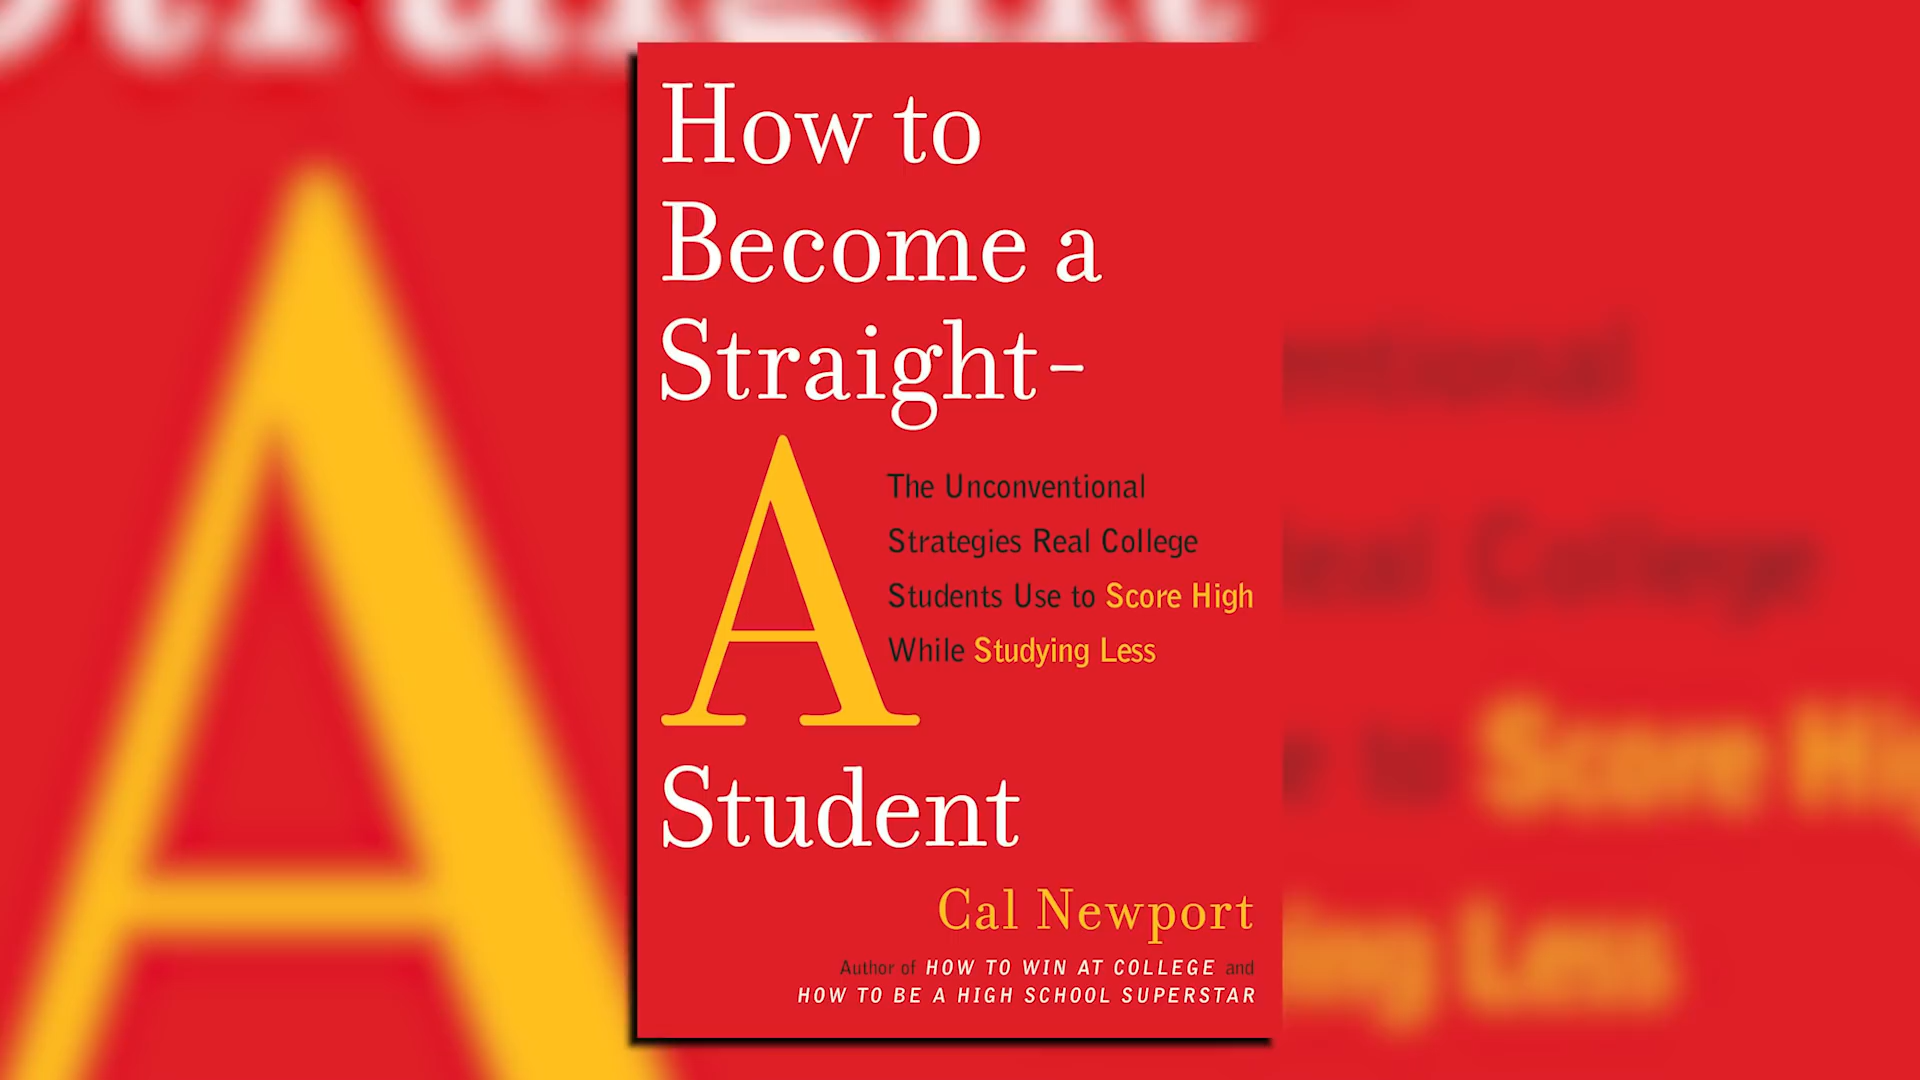 How to
Become a
Straight-
A
The Unconventional
Strategies Real College
Students Use to Score High
While Studying Less
Student
Cal Newport
Author of HOW TO WIN AT COLLEGE and
HOW TO BE A HIGH SCHOOL SUPERSTAR